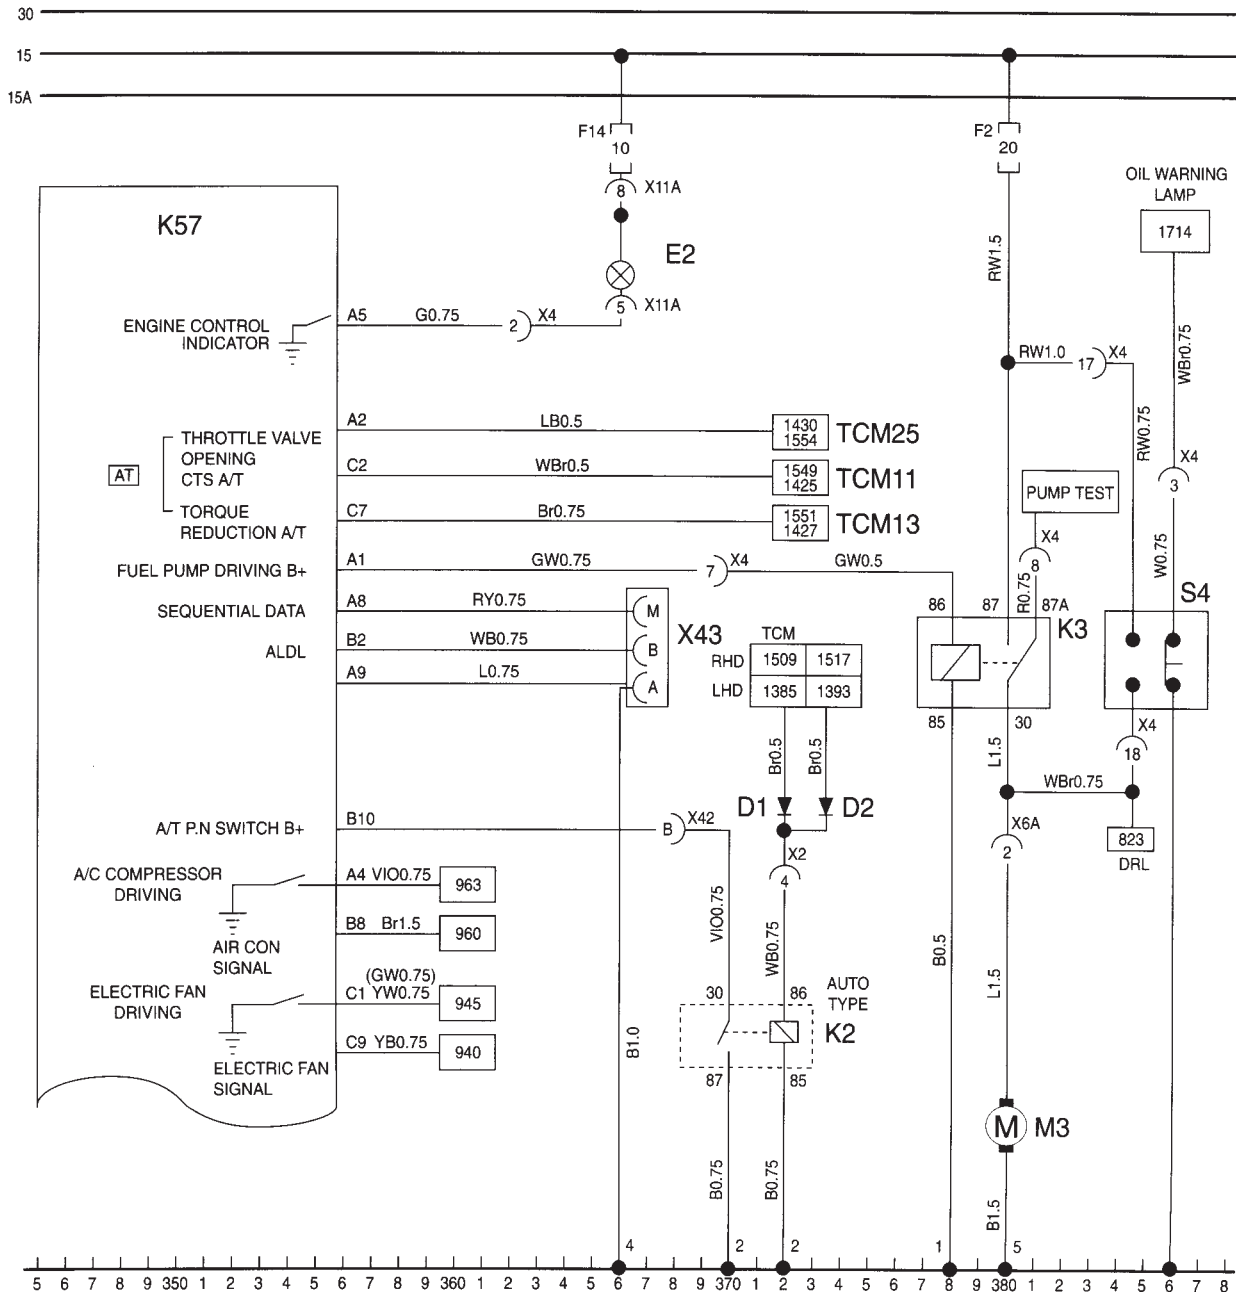 30
15
15A
F14
10
F2
20
8 X11A
OIL WARNING
LAMP
1714
K57
E2
RW1.5
5 X11A
ENGINE CONTROL
INDICATOR
A5 G0.75 2 X4
WBr0.75
RW1.0 17 X4
RW0.75
THROTTLE VALVE
OPENING
CTS A/T
AT
TORQUE
REDUCTION A/T
A2 LB0.5 1430
1554 TCM25
C2 WBr0.5 1549
1425 TCM11
C7 Br0.75 1551
1427 TCM13
X4
3
PUMP TEST
X4
8
R0.75
W0.75
FUEL PUMP DRIVING B+ A1 GW0.75 7 X4 GW0.5
SEQUENTIAL DATA A8 RY0.75 M
ALDL B2 WB0.75 B X43
A9 L0.75 A
86 87 87A
K3
S4
TCM
RHD 1509 1517
LHD 1385 1393
85 30
Br0.5 Br0.5
L1.5
X4
18
WBr0.75
D1 D2
A/T P.N SWITCH B+ B10 B X42
X2
4
X6A
2
823
DRL
A/C COMPRESSOR
DRIVING
A4 VIO0.75 963
B8 Br1.5 960
AIR CON
SIGNAL
VIO0.75
WB0.75
B0.5
L1.5
ELECTRIC FAN
DRIVING
(GW0.75)
C1 YW0.75 945
C9 YB0.75 940
ELECTRIC FAN
SIGNAL
30 86
AUTO
TYPE
K2
87 85
B1.0
M M3
B0.75 B0.75
B1.5
4 2 2 1 5
5 6 7 8 9 350 1 2 3 4 5 6 7 8 9 360 1 2 3 4 5 6 7 8 9 370 1 2 3 4 5 6 7 8 9 380 1 2 3 4 5 6 7 8